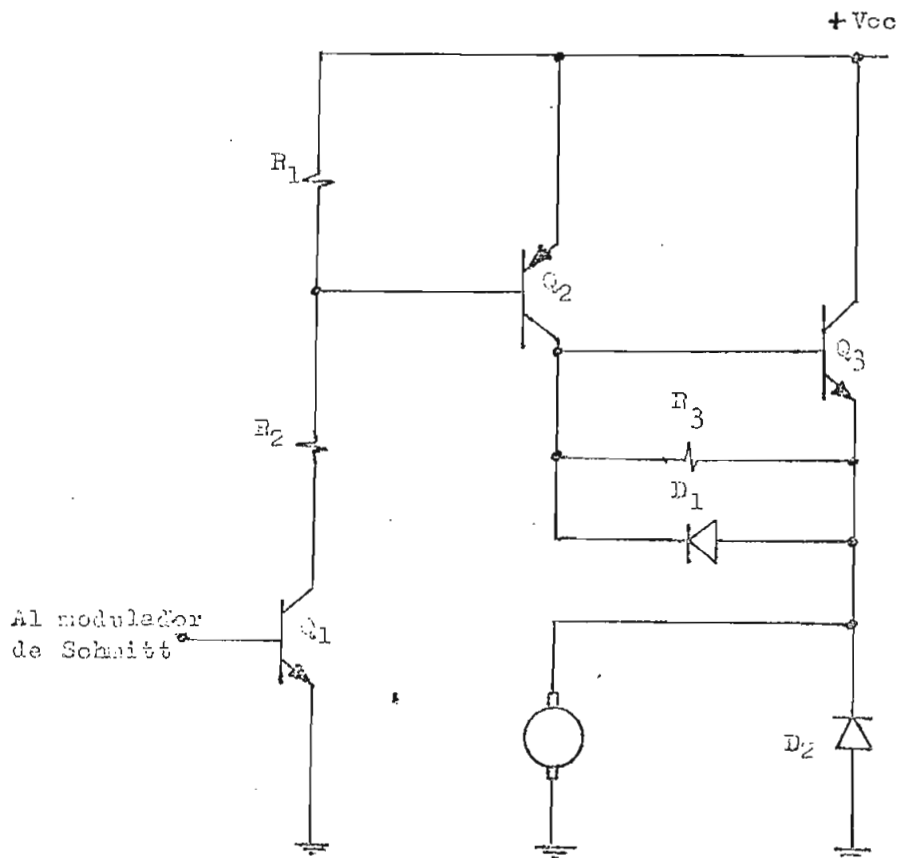 + Vcc
R1
Q2
Q3
R3
R2
D1
Al modulador
de Schmitt
Q1
D2